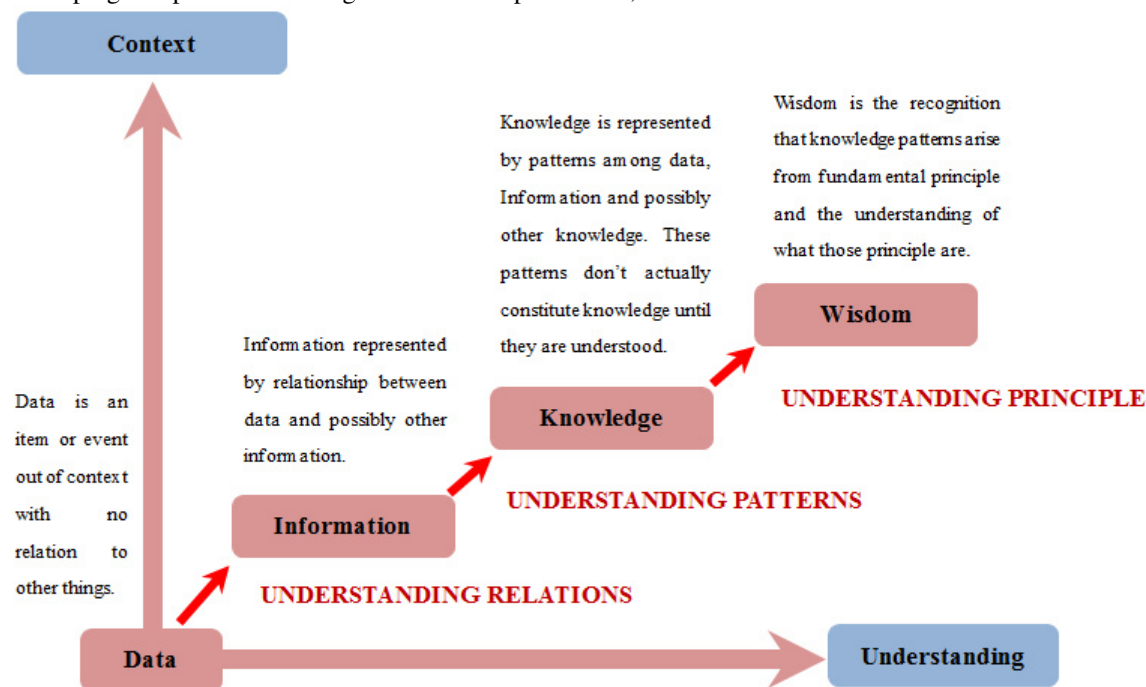 Context
Wisdom is the recognition
that knowledge patterns arise
from fundamental principle
and the understanding of
what those principle are.
Knowledge is represented
by patterns among data,
Information and possibly
other knowledge. These
patterns don't actually
constitute knowledge until
they are understood.
Wisdom
Information represented
by relationship between
data and possibly other
information.
UNDERSTANDING PRINCIPLE
Data is an
item or event
out of context
with no
relation to
other things.
Knowledge
UNDERSTANDING PATTERNS
Information
UNDERSTANDING RELATIONS
Data
Understanding